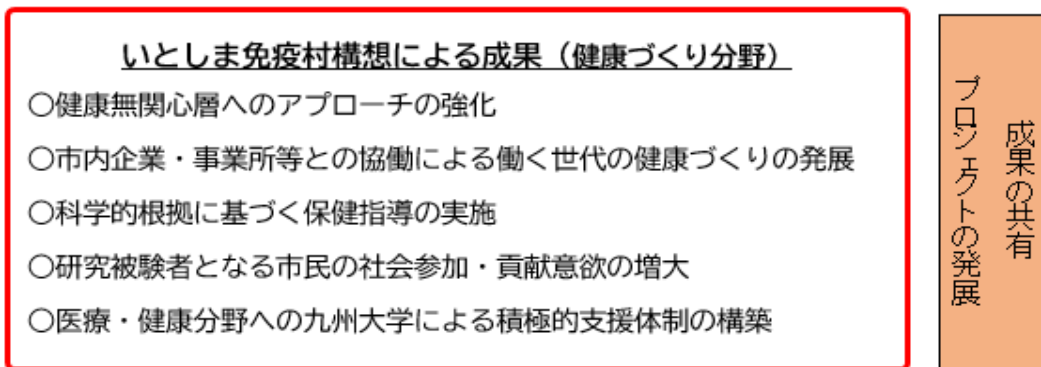 いとしま免疫村構想による成果（健康づくり分野）
〇健康無関心層へのアプローチの強化
〇市内企業・事業所等との協働による働く世代の健康づくりの発展
〇科学的根拠に基づく保健指導の実施
〇研究被験者となる市民の社会参加・貢献意欲の増大
〇医療・健康分野への九州大学による積極的支援体制の構築
成果の共有
プロジェクトの発展